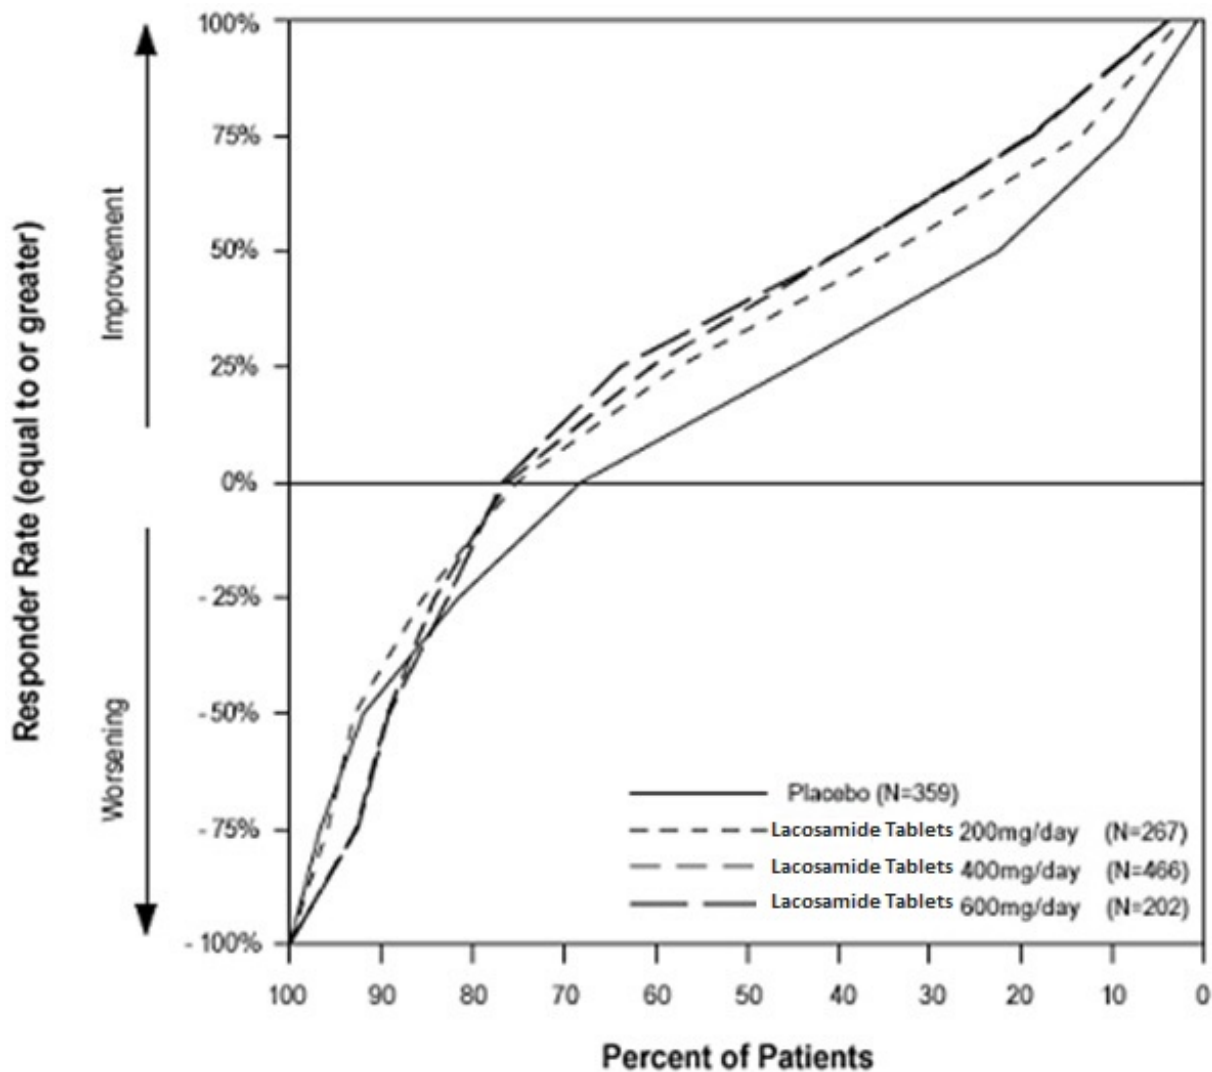 100%
75%
50%
25%
0%
- 25%
- 50%
- 75%
- 100%
Responder Rate (equal to or greater)
Improvement
Worsening
Placebo (N=359)
Lacosamide Tablets 200mg/day (N=267)
Lacosamide Tablets 400mg/day (N=466)
Lacosamide Tablets 600mg/day (N=202)
100 90 80 70 60 50 40 30 20 10 0
Percent of Patients